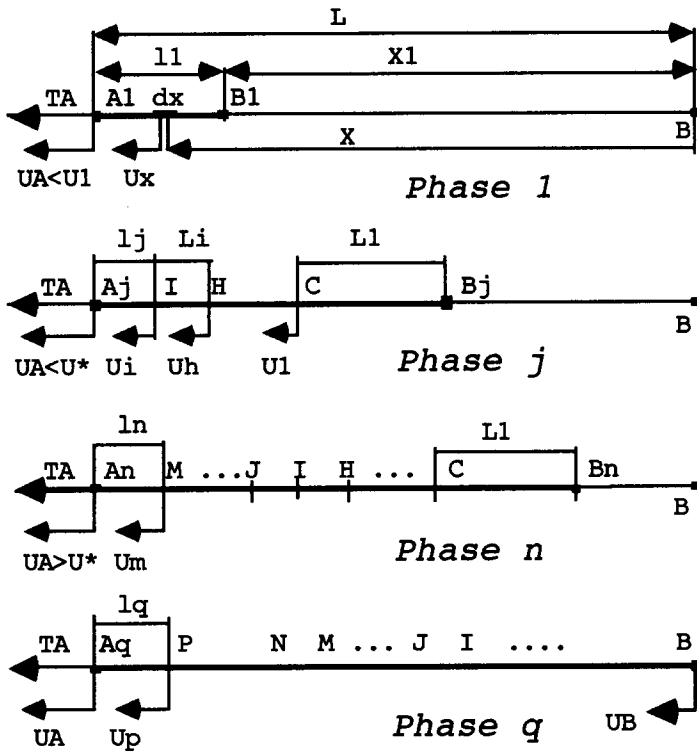 L
l1 X1
TA A1 dx B1
B
X
UA<U1 Ux
Phase 1
lj Li L1
TA Aj I H C Bj
B
UA<U* Ui Uh U1
Phase j
ln L1
TA An M ...J I H ... C Bn
B
UA>U* Um
Phase n
lq
TA Aq P N M ... J I .... B
UA Up UB
Phase q